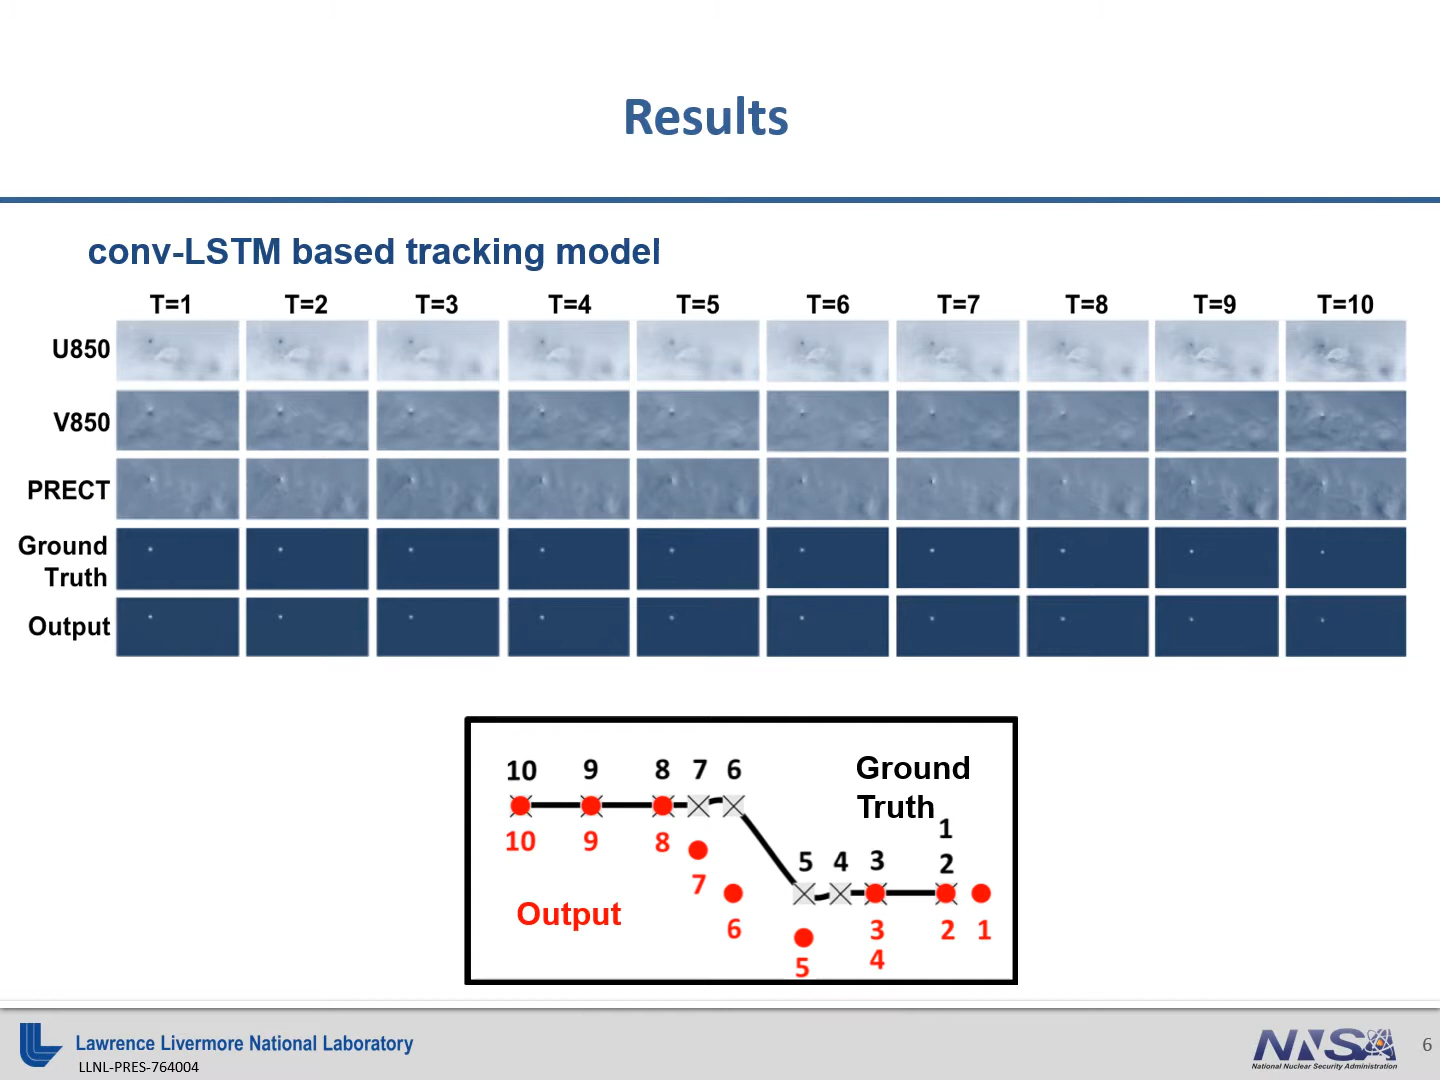 Results
conv-LSTM based tracking model
T=1 T=2 T=3 T=4 T=5 T=6 T=7 T=8 T=9 T=10
U850
V850
PRECT
Ground
Truth
Output
10 9 8 7 6 Ground
Truth
1
5 4 3 2
10 9 8
7
Output
6 3 2 1
5 4
Lawrence Livermore National Laboratory
LLNL-PRES-764004
NNSA
National Nuclear Security Administration
6